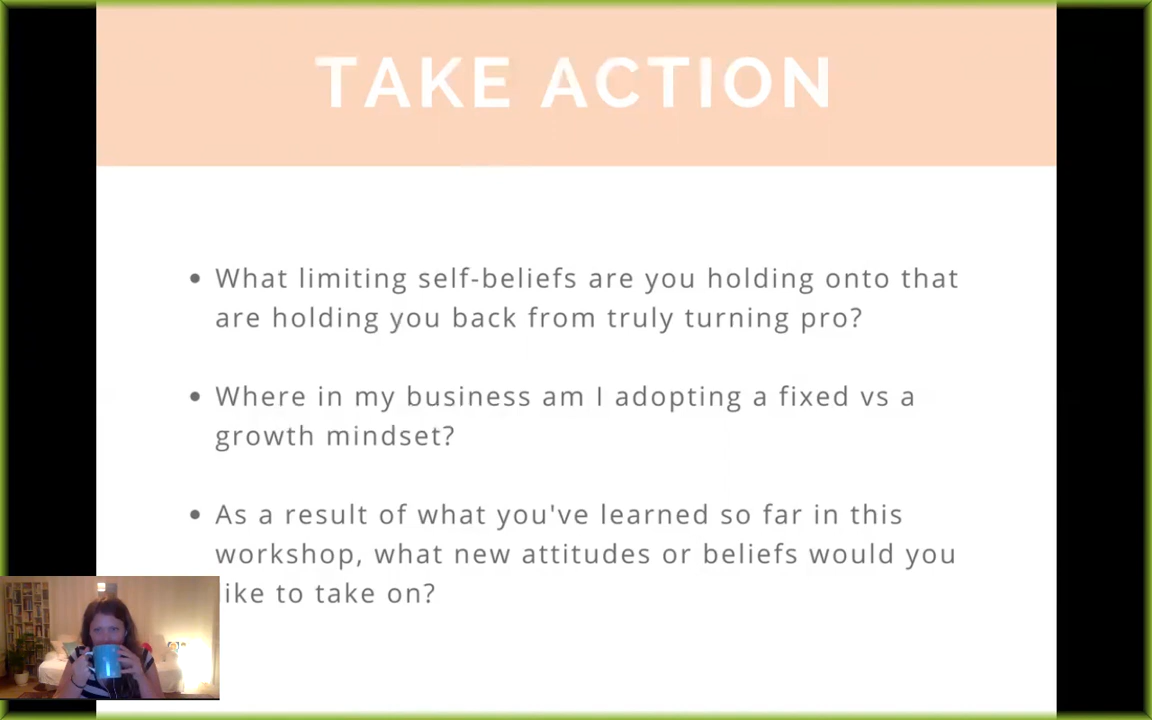 TAKE ACTION
• What limiting self-beliefs are you holding onto that
are holding you back from truly turning pro?
• Where in my business am I adopting a fixed vs a
growth mindset?
• As a result of what you've learned so far in this
workshop, what new attitudes or beliefs would you
ike to take on?